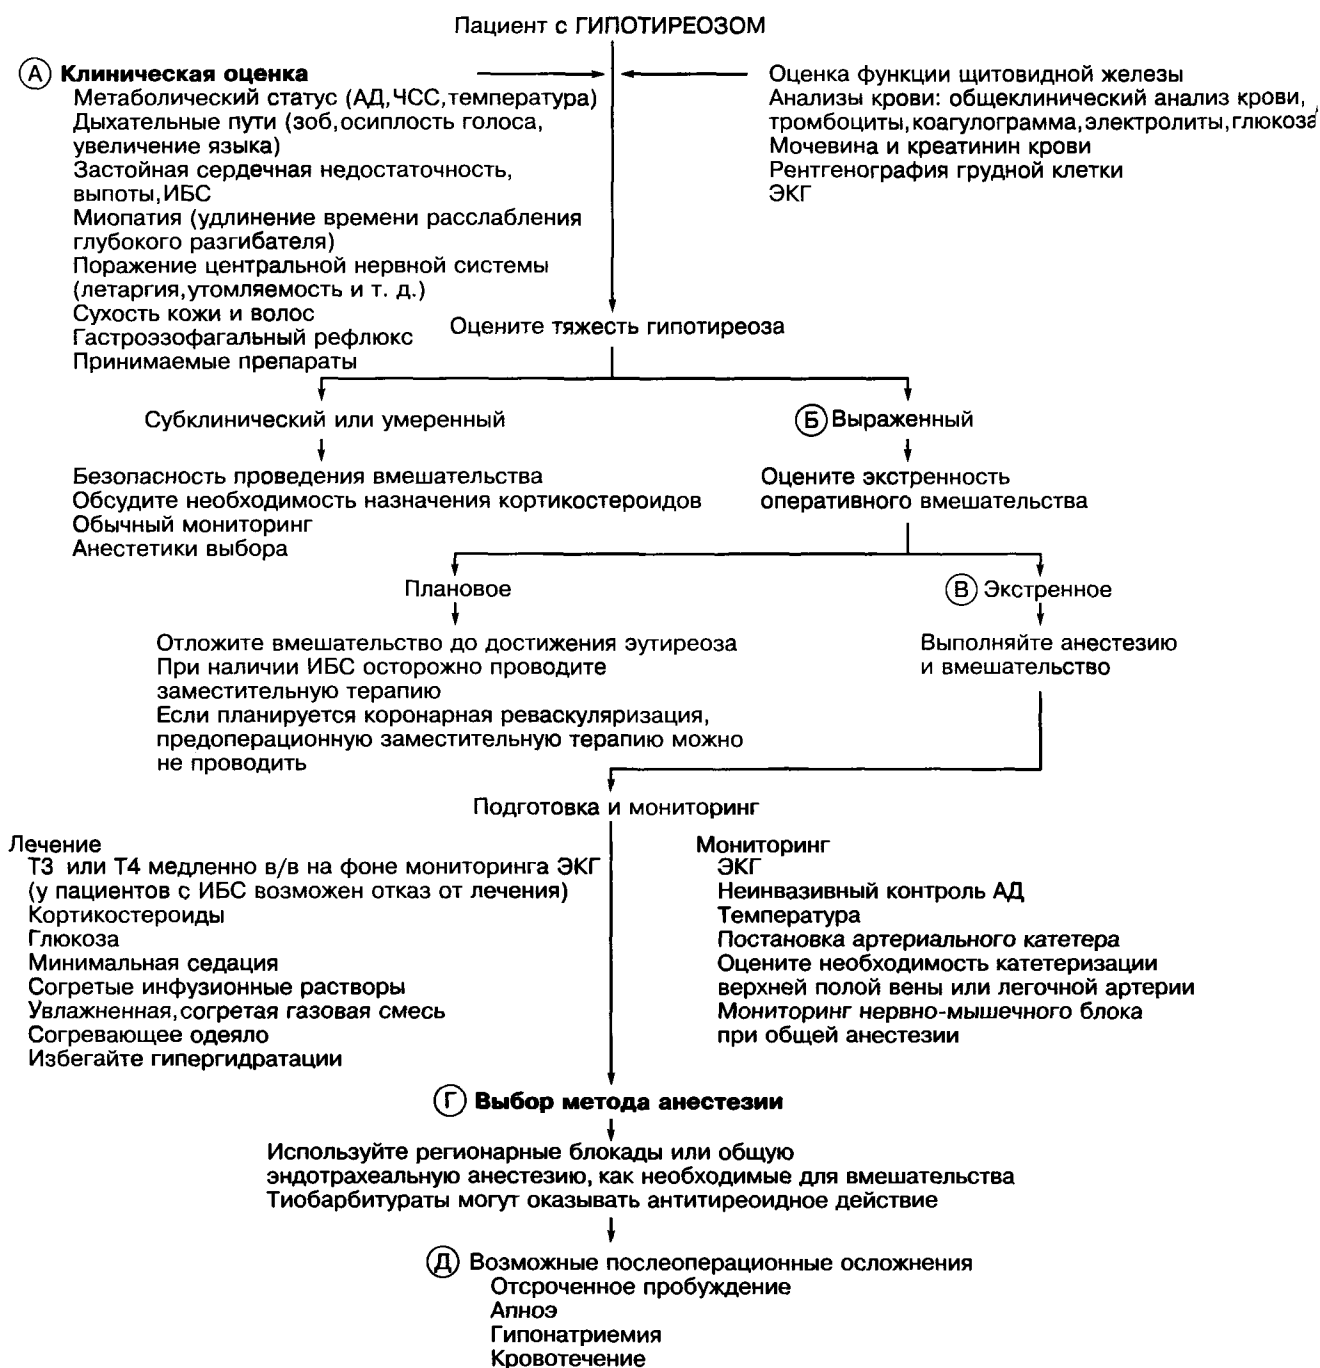 Пациент с ГИПОТИРЕОЗОМ
А Клиническая оценка
Метаболический статус (АД,ЧСС,температура)
Дыхательные пути (зоб,осиплость голоса,
увеличение языка)
Застойная сердечная недостаточность,
выпоты,ИБС
Миопатия (удлинение времени расслабления
глубокого разгибателя)
Поражение центральной нервной системы
(летаргия,утомляемость и т. д.)
Сухость кожи и волос
Гастроэзофагальный рефлюкс
Принимаемые препараты
Оценка функции щитовидной железы
Анализы крови: общеклинический анализ крови,
тромбоциты,коагулограмма,электролиты,глюкоза
Мочевина и креатинин крови
Рентгенография грудной клетки
ЭКГ
Оцените тяжесть гипотиреоза
Субклинический или умеренный
Безопасность проведения вмешательства
Обсудите необходимость назначения кортикостероидов
Обычный мониторинг
Анестетики выбора
Б Выраженный
Оцените экстренность
оперативного вмешательства
Плановое
Отложите вмешательство до достижения эутиреоза
При наличии ИБС осторожно проводите
заместительную терапию
Если планируется коронарная реваскуляризация,
предоперационную заместительную терапию можно
не проводить
В Экстренное
Выполняйте анестезию
и вмешательство
Подготовка и мониторинг
Лечение
Т3 или Т4 медленно в/в на фоне мониторинга ЭКГ
(у пациентов с ИБС возможен отказ от лечения)
Кортикостероиды
Глюкоза
Минимальная седация
Согретые инфузионные растворы
Увлажненная,согретая газовая смесь
Согревающее одеяло
Избегайте гипергидратации
Мониторинг
ЭКГ
Неинвазивный контроль АД
Температура
Постановка артериального катетера
Оцените необходимость катетеризации
верхней полой вены или легочной артерии
Мониторинг нервно-мышечного блока
при общей анестезии
Г Выбор метода анестезии
Используйте регионарные блокады или общую
эндотрахеальную анестезию, как необходимые для вмешательства
Тиобарбитураты могут оказывать антитиреоидное действие
Д Возможные послеоперационные осложнения
Отсроченное пробуждение
Апноэ
Гипонатриемия
Кровотечение